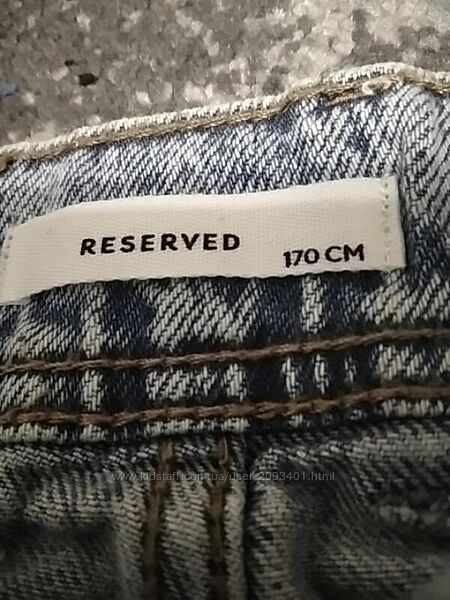 RESERVED 170 CM
www.kidstaff.com.ua/user-2093401.html